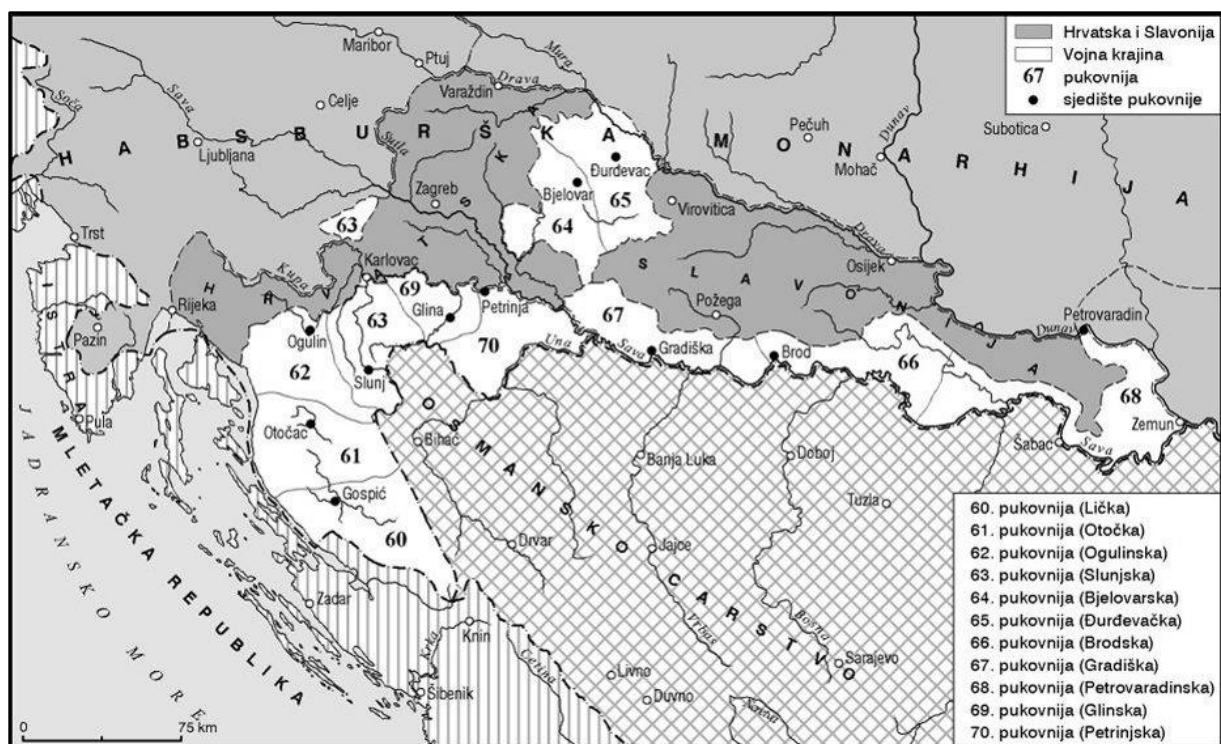 Hrvatska i Slavonija
Vojna krajina
67 pukovnija
sjedište pukovnije
HABSBURŠKA MONARHIJA
HRVATSKA
SLAVONIJA
ISTRA
MLETAČKA REPUBLIKA
JADRANSKO MORE
OSMANSKO CARSTVO
Maribor
Ptuj
Mura
Drava
Varaždin
Soča
Sava
Celje
Sutla
Ljubljana
Pečuh
Dunav
Mohač
Subotica
Đurđevac
Bjelovar
65
64
Zagreb
Virovitica
Drava
63
Trst
Kupa
Karlovac
69
Osijek
Rijeka
Glina
Petrinja
Požega
67
Petrovaradin
Dunav
Pazin
63
Ogulin
70
Una
Sava
Gradiška
Brod
66
62
Slunj
68
Zemun
Pula
Otočac
Bihać
Banja Luka
Doboj
Šabac
Sava
61
Gospić
Tuzla
60
Drvar
Jajce
Zadar
Vrbas
Bosna
Knin
Krka
Cetina
Sarajevo
Livno
Šibenik
Duvno
0 75 km
60. pukovnija (Lička)
61. pukovnija (Otočka)
62. pukovnija (Ogulinska)
63. pukovnija (Slunjska)
64. pukovnija (Bjelovarska)
65. pukovnija (Đurđevačka)
66. pukovnija (Brodska)
67. pukovnija (Gradiška)
68. pukovnija (Petrovaradinska)
69. pukovnija (Glinska)
70. pukovnija (Petrinjska)